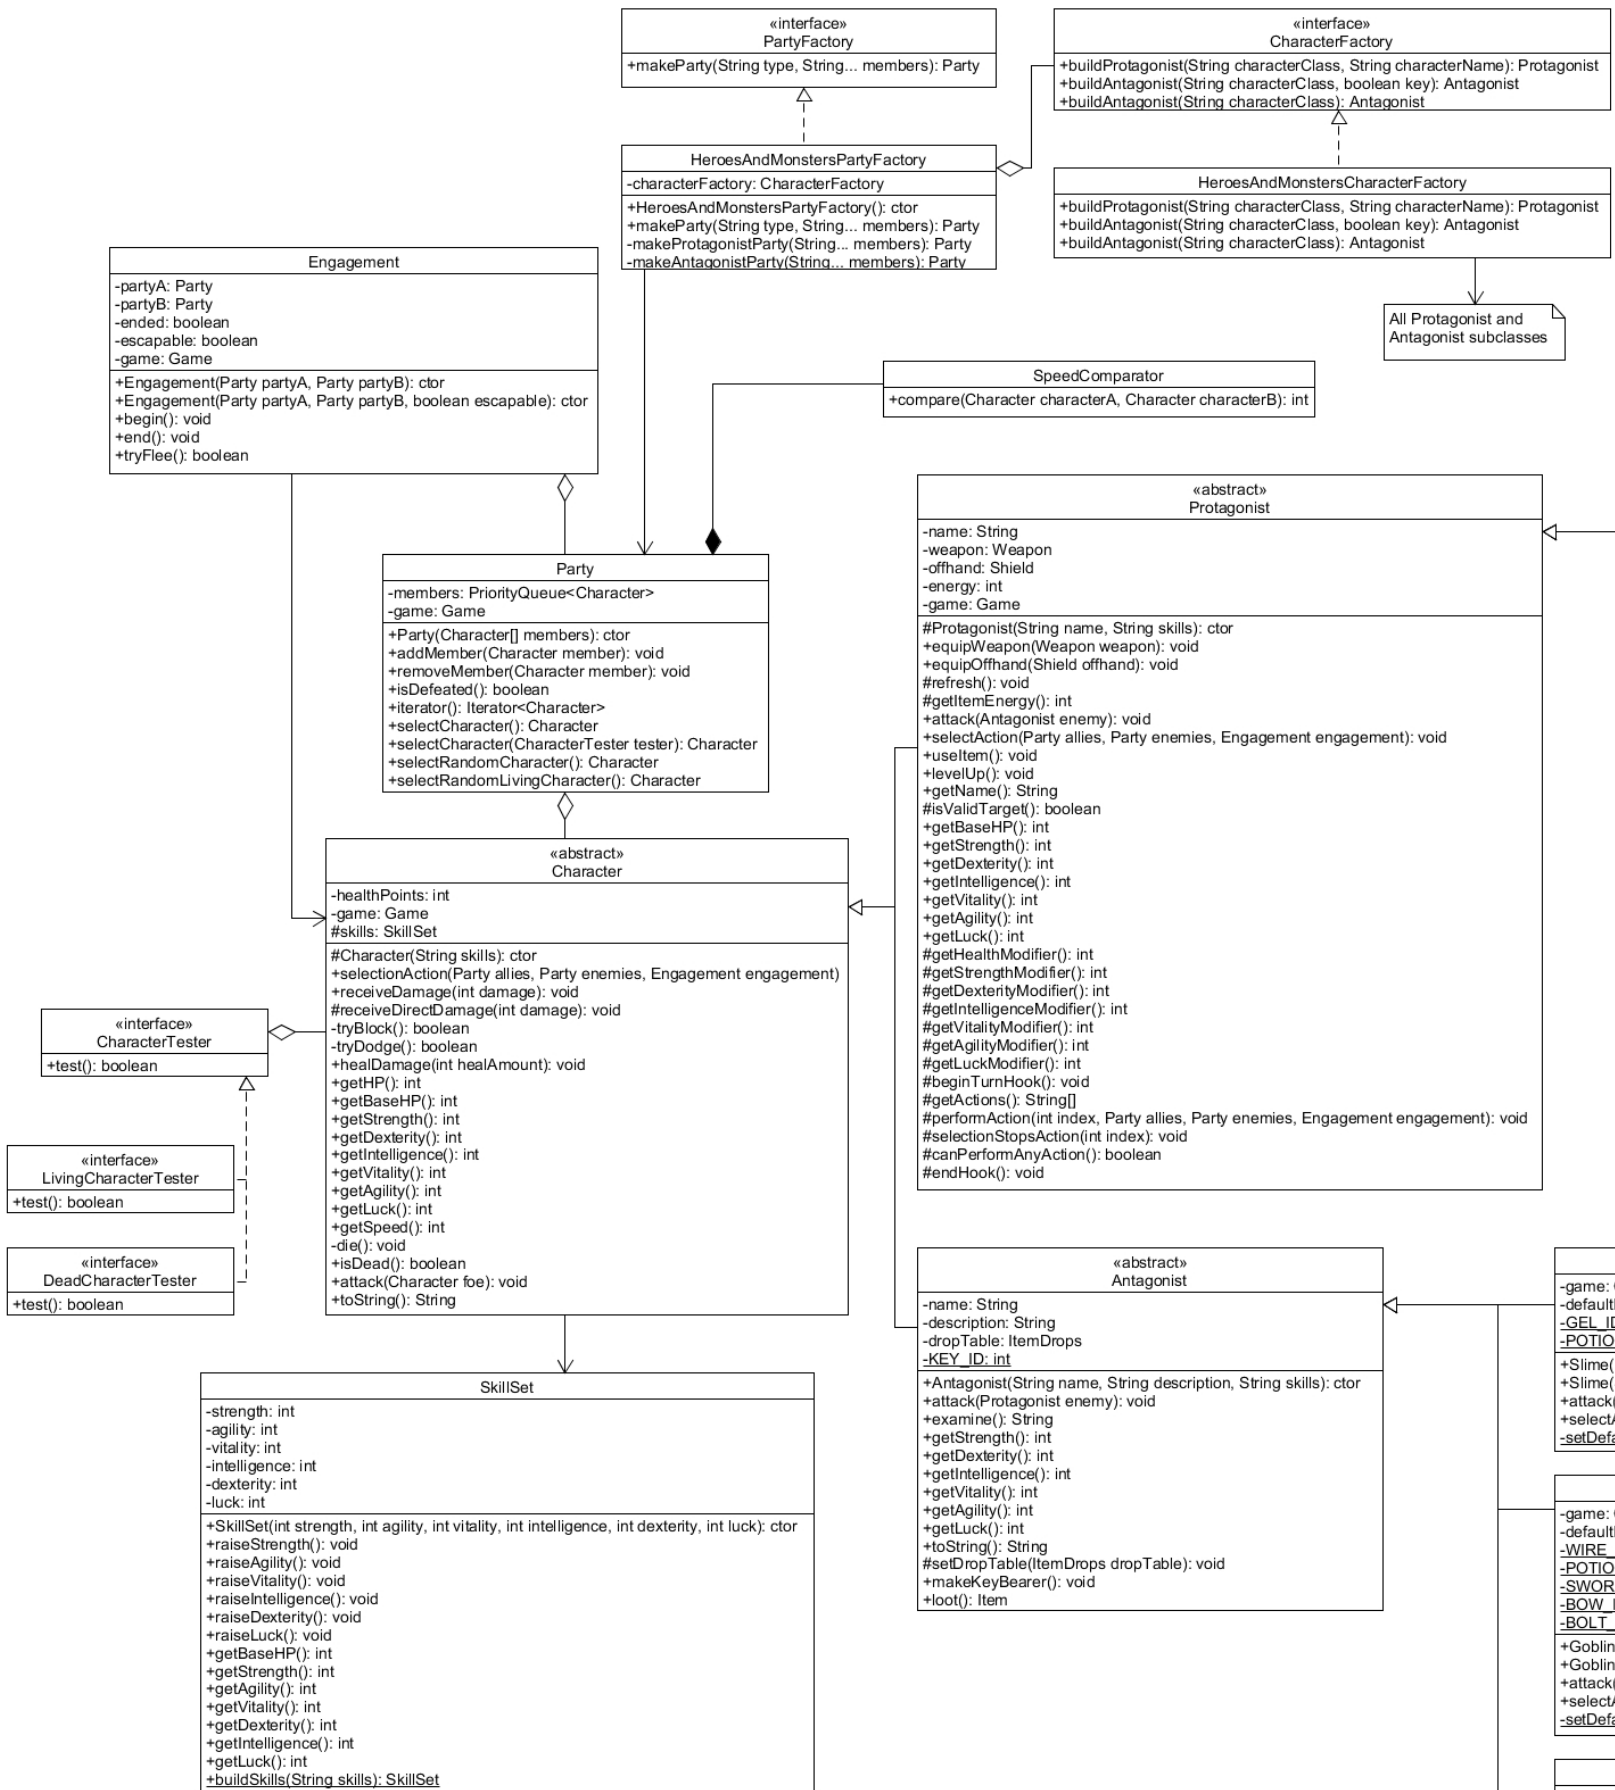 «interface»
PartyFactory
+makeParty(String type, String... members): Party
«interface»
CharacterFactory
+buildProtagonist(String characterClass, String characterName): Protagonist
+buildAntagonist(String characterClass, boolean key): Antagonist
+buildAntagonist(String characterClass): Antagonist
HeroesAndMonstersPartyFactory
-characterFactory: CharacterFactory
+HeroesAndMonstersPartyFactory(): ctor
+makeParty(String type, String... members): Party
-makeProtagonistParty(String... members): Party
-makeAntagonistParty(String... members): Party
HeroesAndMonstersCharacterFactory
+buildProtagonist(String characterClass, String characterName): Protagonist
+buildAntagonist(String characterClass, boolean key): Antagonist
+buildAntagonist(String characterClass): Antagonist
All Protagonist and
Antagonist subclasses
Engagement
-partyA: Party
-partyB: Party
-ended: boolean
-escapable: boolean
-game: Game
+Engagement(Party partyA, Party partyB): ctor
+Engagement(Party partyA, Party partyB, boolean escapable): ctor
+begin(): void
+end(): void
+tryFlee(): boolean
SpeedComparator
+compare(Character characterA, Character characterB): int
Party
-members: PriorityQueue<Character>
-game: Game
+Party(Character[] members): ctor
+addMember(Character member): void
+removeMember(Character member): void
+isDefeated(): boolean
+iterator(): Iterator<Character>
+selectCharacter(): Character
+selectCharacter(CharacterTester tester): Character
+selectRandomCharacter(): Character
+selectRandomLivingCharacter(): Character
«abstract»
Protagonist
-name: String
-weapon: Weapon
-offhand: Shield
-energy: int
-game: Game
#Protagonist(String name, String skills): ctor
+equipWeapon(Weapon weapon): void
+equipOffhand(Shield offhand): void
#refresh(): void
#getItemEnergy(): int
+attack(Antagonist enemy): void
+selectAction(Party allies, Party enemies, Engagement engagement): void
+useItem(): void
+levelUp(): void
+getName(): String
#isValidTarget(): boolean
+getBaseHP(): int
+getStrength(): int
+getDexterity(): int
+getIntelligence(): int
+getVitality(): int
+getAgility(): int
+getLuck(): int
#getHealthModifier(): int
#getStrengthModifier(): int
#getDexterityModifier(): int
#getIntelligenceModifier(): int
#getVitalityModifier(): int
#getAgilityModifier(): int
#getLuckModifier(): int
#beginTurnHook(): void
#getActions(): String[]
#performAction(int index, Party allies, Party enemies, Engagement engagement): void
#selectionStopsAction(int index): void
#canPerformAnyAction(): boolean
#endHook(): void
«abstract»
Character
-healthPoints: int
-game: Game
#skills: SkillSet
#Character(String skills): ctor
+selectionAction(Party allies, Party enemies, Engagement engagement)
+receiveDamage(int damage): void
#receiveDirectDamage(int damage): void
-tryBlock(): boolean
-tryDodge(): boolean
+healDamage(int healAmount): void
+getHP(): int
+getBaseHP(): int
+getStrength(): int
+getDexterity(): int
+getIntelligence(): int
+getVitality(): int
+getAgility(): int
+getLuck(): int
+getSpeed(): int
-die(): void
+isDead(): boolean
+attack(Character foe): void
+toString(): String
«interface»
CharacterTester
+test(): boolean
«interface»
LivingCharacterTester
+test(): boolean
«interface»
DeadCharacterTester
+test(): boolean
«abstract»
Antagonist
-name: String
-description: String
-dropTable: ItemDrops
-KEY_ID: int
+Antagonist(String name, String description, String skills): ctor
+attack(Protagonist enemy): void
+examine(): String
+getStrength(): int
+getDexterity(): int
+getIntelligence(): int
+getVitality(): int
+getAgility(): int
+getLuck(): int
+toString(): String
#setDropTable(ItemDrops dropTable): void
+makeKeyBearer(): void
+loot(): Item
-game:
-default
-GEL_I
-POTIO
+Slime(
+Slime(
+attack(
+select
-setDefa
-game:
-default
-WIRE_
-POTIO
-SWOR
-BOW_
-BOLT_
+Goblin
+Goblin
+attack(
+select
-setDefa
SkillSet
-strength: int
-agility: int
-vitality: int
-intelligence: int
-dexterity: int
-luck: int
+SkillSet(int strength, int agility, int vitality, int intelligence, int dexterity, int luck): ctor
+raiseStrength(): void
+raiseAgility(): void
+raiseVitality(): void
+raiseIntelligence(): void
+raiseDexterity(): void
+raiseLuck(): void
+getBaseHP(): int
+getStrength(): int
+getAgility(): int
+getVitality(): int
+getDexterity(): int
+getIntelligence(): int
+getLuck(): int
+buildSkills(String skills): SkillSet